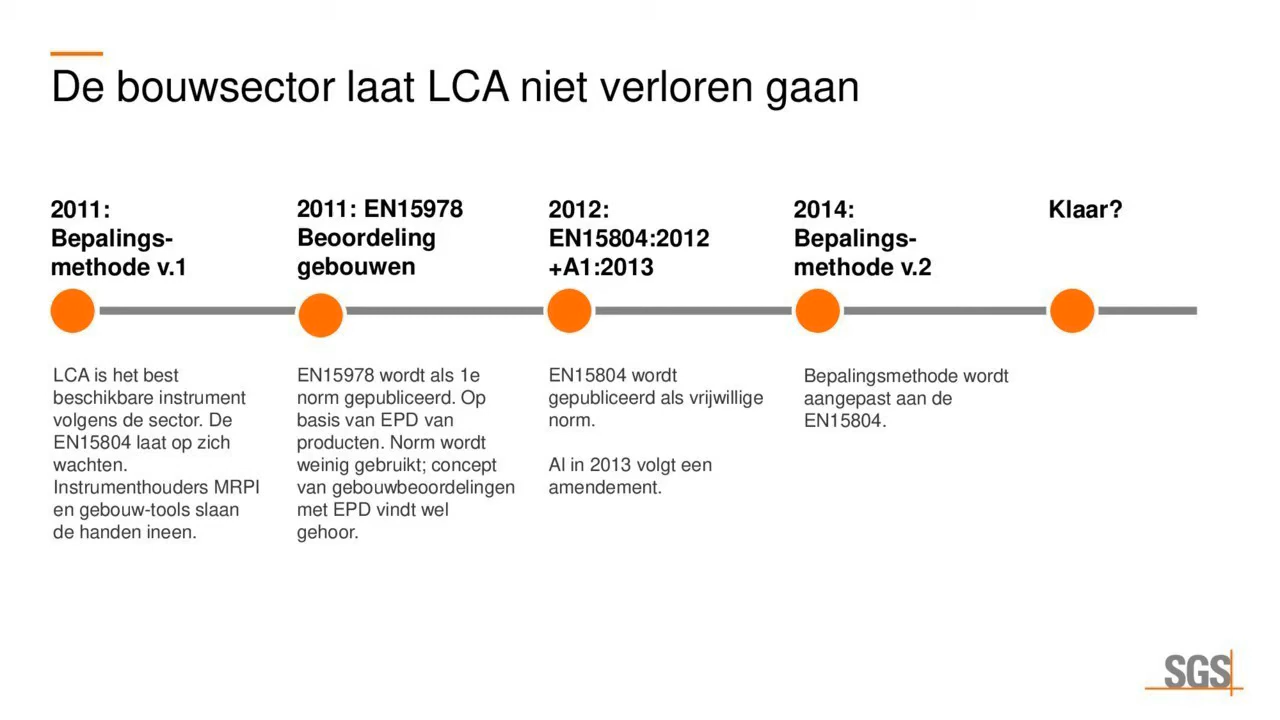 De bouwsector laat LCA niet verloren gaan
2011:
Bepalings-
methode v.1
LCA is het best
beschikbare instrument
volgens de sector. De
EN15804 laat op zich
wachten.
Instrumenthouders MRPI
en gebouw-tools slaan
de handen ineen.
2011: EN15978
Beoordeling
gebouwen
EN15978 wordt als 1e
norm gepubliceerd. Op
basis van EPD van
producten. Norm wordt
weinig gebruikt; concept
van gebouwbeoordelingen
met EPD vindt wel
gehoor.
2012:
EN15804:2012
+A1:2013
EN15804 wordt
gepubliceerd als vrijwillige
norm.
Al in 2013 volgt een
amendement.
2014:
Bepalings-
methode v.2
Bepalingsmethode wordt
aangepast aan de
EN15804.
Klaar?
SGS